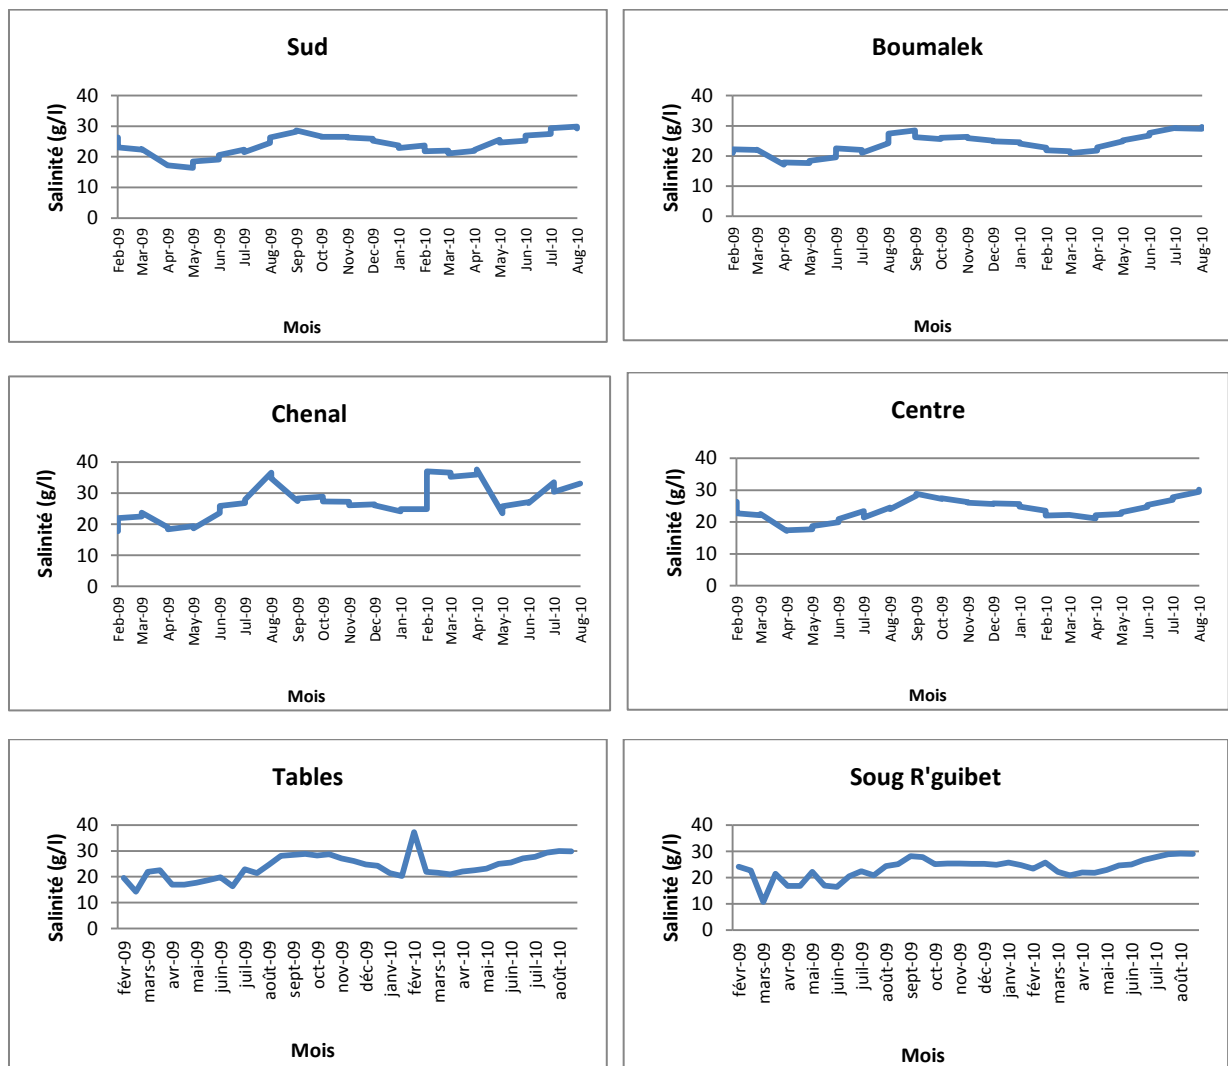 Sud
Salinité (g/l)
40
30
20
10
0
Feb-09
Mar-09
Apr-09
May-09
Jun-09
Jul-09
Aug-09
Sep-09
Oct-09
Nov-09
Dec-09
Jan-10
Feb-10
Mar-10
Apr-10
May-10
Jun-10
Jul-10
Aug-10
Mois
Boumalek
Salinité (g/l)
40
30
20
10
0
Feb-09
Mar-09
Apr-09
May-09
Jun-09
Jul-09
Aug-09
Sep-09
Oct-09
Nov-09
Dec-09
Jan-10
Feb-10
Mar-10
Apr-10
May-10
Jun-10
Jul-10
Aug-10
Mois
Chenal
Salinité (g/l)
40
30
20
10
0
Feb-09
Mar-09
Apr-09
May-09
Jun-09
Jul-09
Aug-09
Sep-09
Oct-09
Nov-09
Dec-09
Jan-10
Feb-10
Mar-10
Apr-10
May-10
Jun-10
Jul-10
Aug-10
Mois
Centre
Salinité (g/l)
40
30
20
10
0
Feb-09
Mar-09
Apr-09
May-09
Jun-09
Jul-09
Aug-09
Sep-09
Oct-09
Nov-09
Dec-09
Jan-10
Feb-10
Mar-10
Apr-10
May-10
Jun-10
Jul-10
Aug-10
Mois
Tables
Salinité (g/l)
40
30
20
10
0
févr-09
mars-09
avr-09
mai-09
juin-09
juil-09
août-09
sept-09
oct-09
nov-09
déc-09
janv-10
févr-10
mars-10
avr-10
mai-10
juin-10
juil-10
août-10
Mois
Soug R'guibet
Salinité (g/l)
40
30
20
10
0
févr-09
mars-09
avr-09
mai-09
juin-09
juil-09
août-09
sept-09
oct-09
nov-09
déc-09
janv-10
févr-10
mars-10
avr-10
mai-10
juin-10
juil-10
août-10
Mois